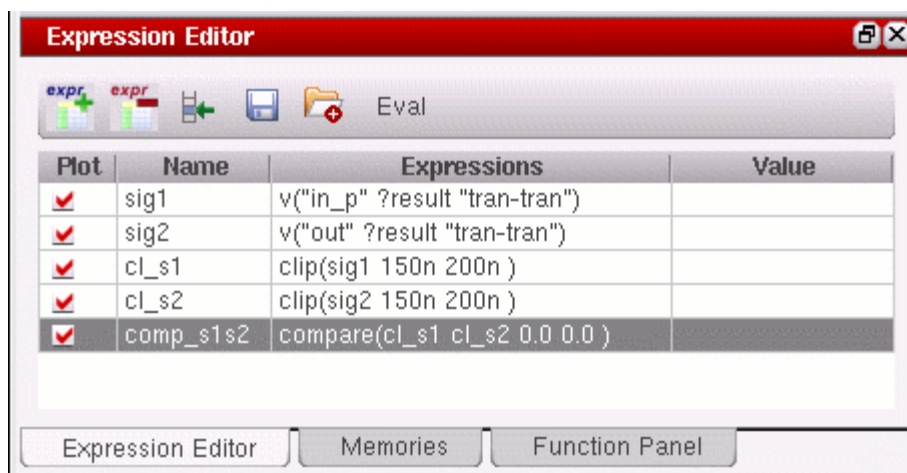 Expression Editor
expr expr Eval
Plot Name Expressions Value
sig1 v("in_p" ?result "tran-tran")
sig2 v("out" ?result "tran-tran")
cl_s1 clip(sig1 150n 200n )
cl_s2 clip(sig2 150n 200n )
comp_s1s2 compare(cl_s1 cl_s2 0.0 0.0 )
Expression Editor Memories Function Panel